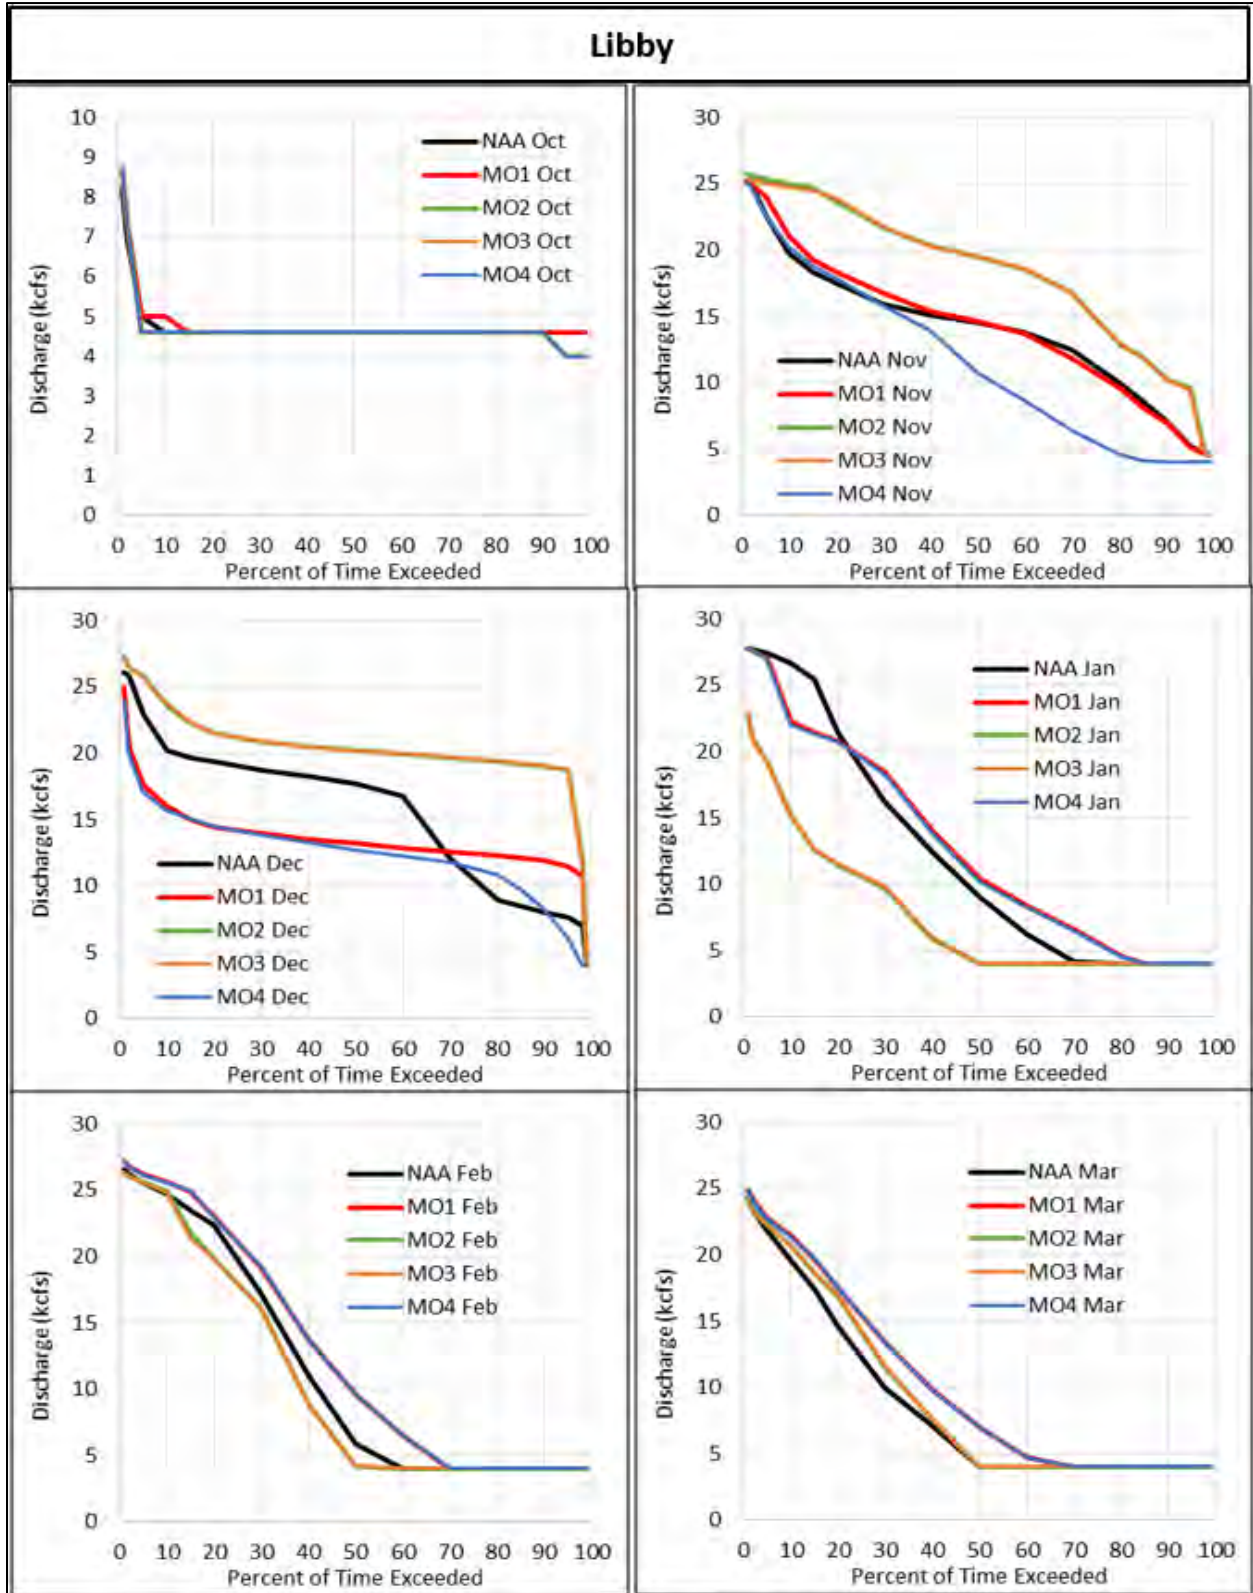 Libby
10
9
8
7
6
5
4
3
2
1
0
Discharge (kcfs)
NAA Oct
MO1 Oct
MO2 Oct
MO3 Oct
MO4 Oct
0 10 20 30 40 50 60 70 80 90 100
Percent of Time Exceeded
30
25
20
15
10
5
0
Discharge (kcfs)
NAA Nov
MO1 Nov
MO2 Nov
MO3 Nov
MO4 Nov
0 10 20 30 40 50 60 70 80 90 100
Percent of Time Exceeded
30
25
20
15
10
5
0
Discharge (kcfs)
NAA Dec
MO1 Dec
MO2 Dec
MO3 Dec
MO4 Dec
0 10 20 30 40 50 60 70 80 90 100
Percent of Time Exceeded
30
25
20
15
10
5
0
Discharge (kcfs)
NAA Jan
MO1 Jan
MO2 Jan
MO3 Jan
MO4 Jan
0 10 20 30 40 50 60 70 80 90 100
Percent of Time Exceeded
30
25
20
15
10
5
0
Discharge (kcfs)
NAA Feb
MO1 Feb
MO2 Feb
MO3 Feb
MO4 Feb
0 10 20 30 40 50 60 70 80 90 100
Percent of Time Exceeded
30
25
20
15
10
5
0
Discharge (kcfs)
NAA Mar
MO1 Mar
MO2 Mar
MO3 Mar
MO4 Mar
0 10 20 30 40 50 60 70 80 90 100
Percent of Time Exceeded